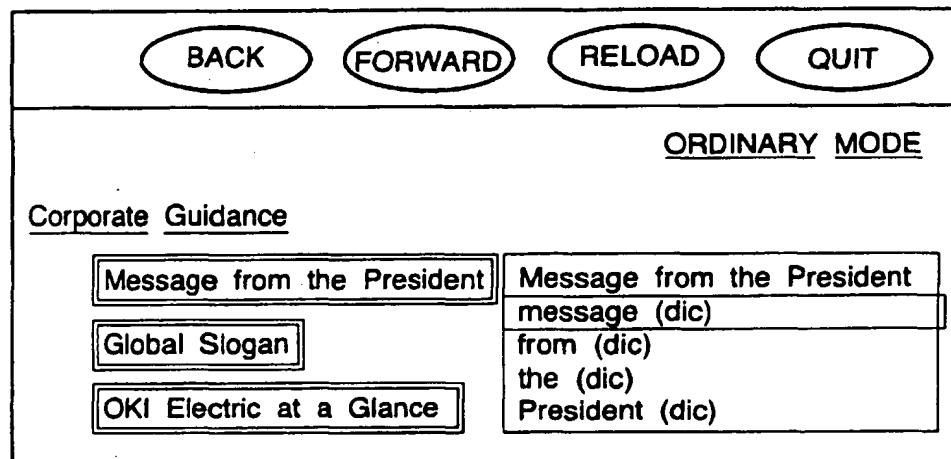 BACK FORWARD RELOAD QUIT
ORDINARY MODE
Corporate Guidance
Message from the President
Global Slogan
OKI Electric at a Glance
Message from the President
message (dic)
from (dic)
the (dic)
President (dic)